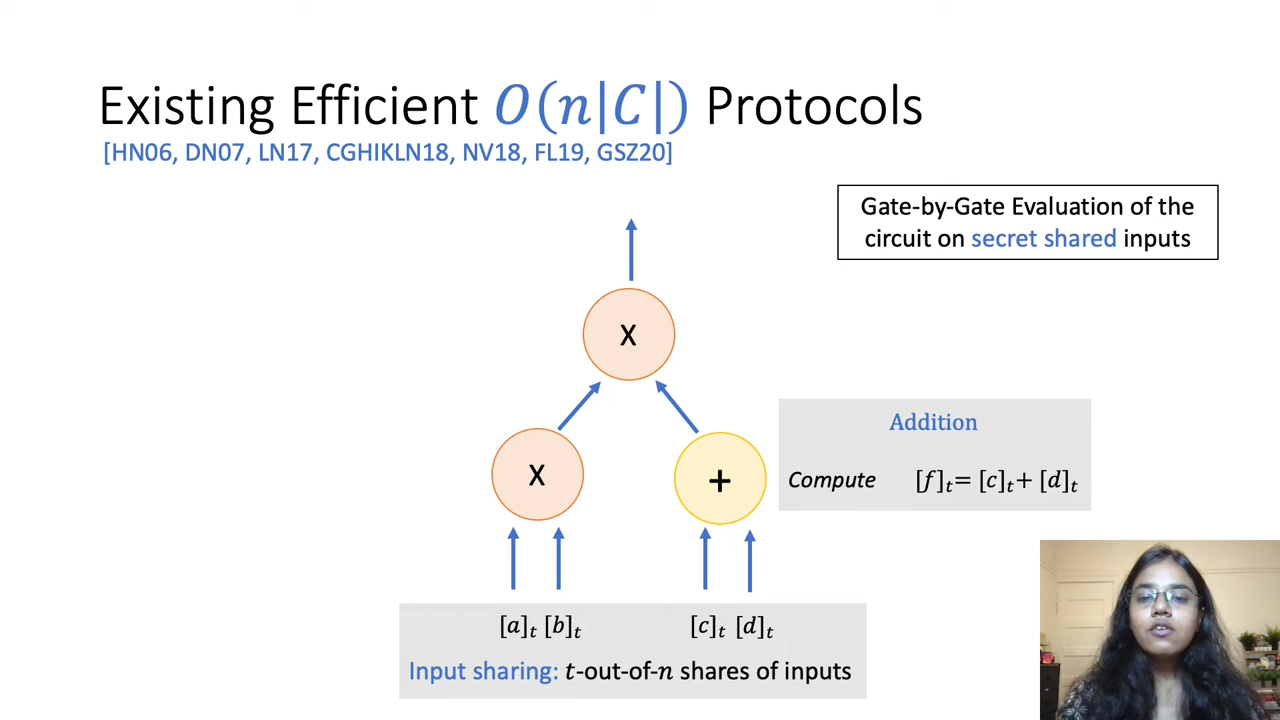 Existing Efficient O(n|C|) Protocols
[HN06, DN07, LN17, CGHIKLN18, NV18, FL19, GSZ20]
Gate-by-Gate Evaluation of the
circuit on secret shared inputs
X
X
+
Addition
Compute [f]ₜ= [c]ₜ+ [d]ₜ
[a]ₜ [b]ₜ [c]ₜ [d]ₜ
Input sharing: t-out-of-n shares of inputs